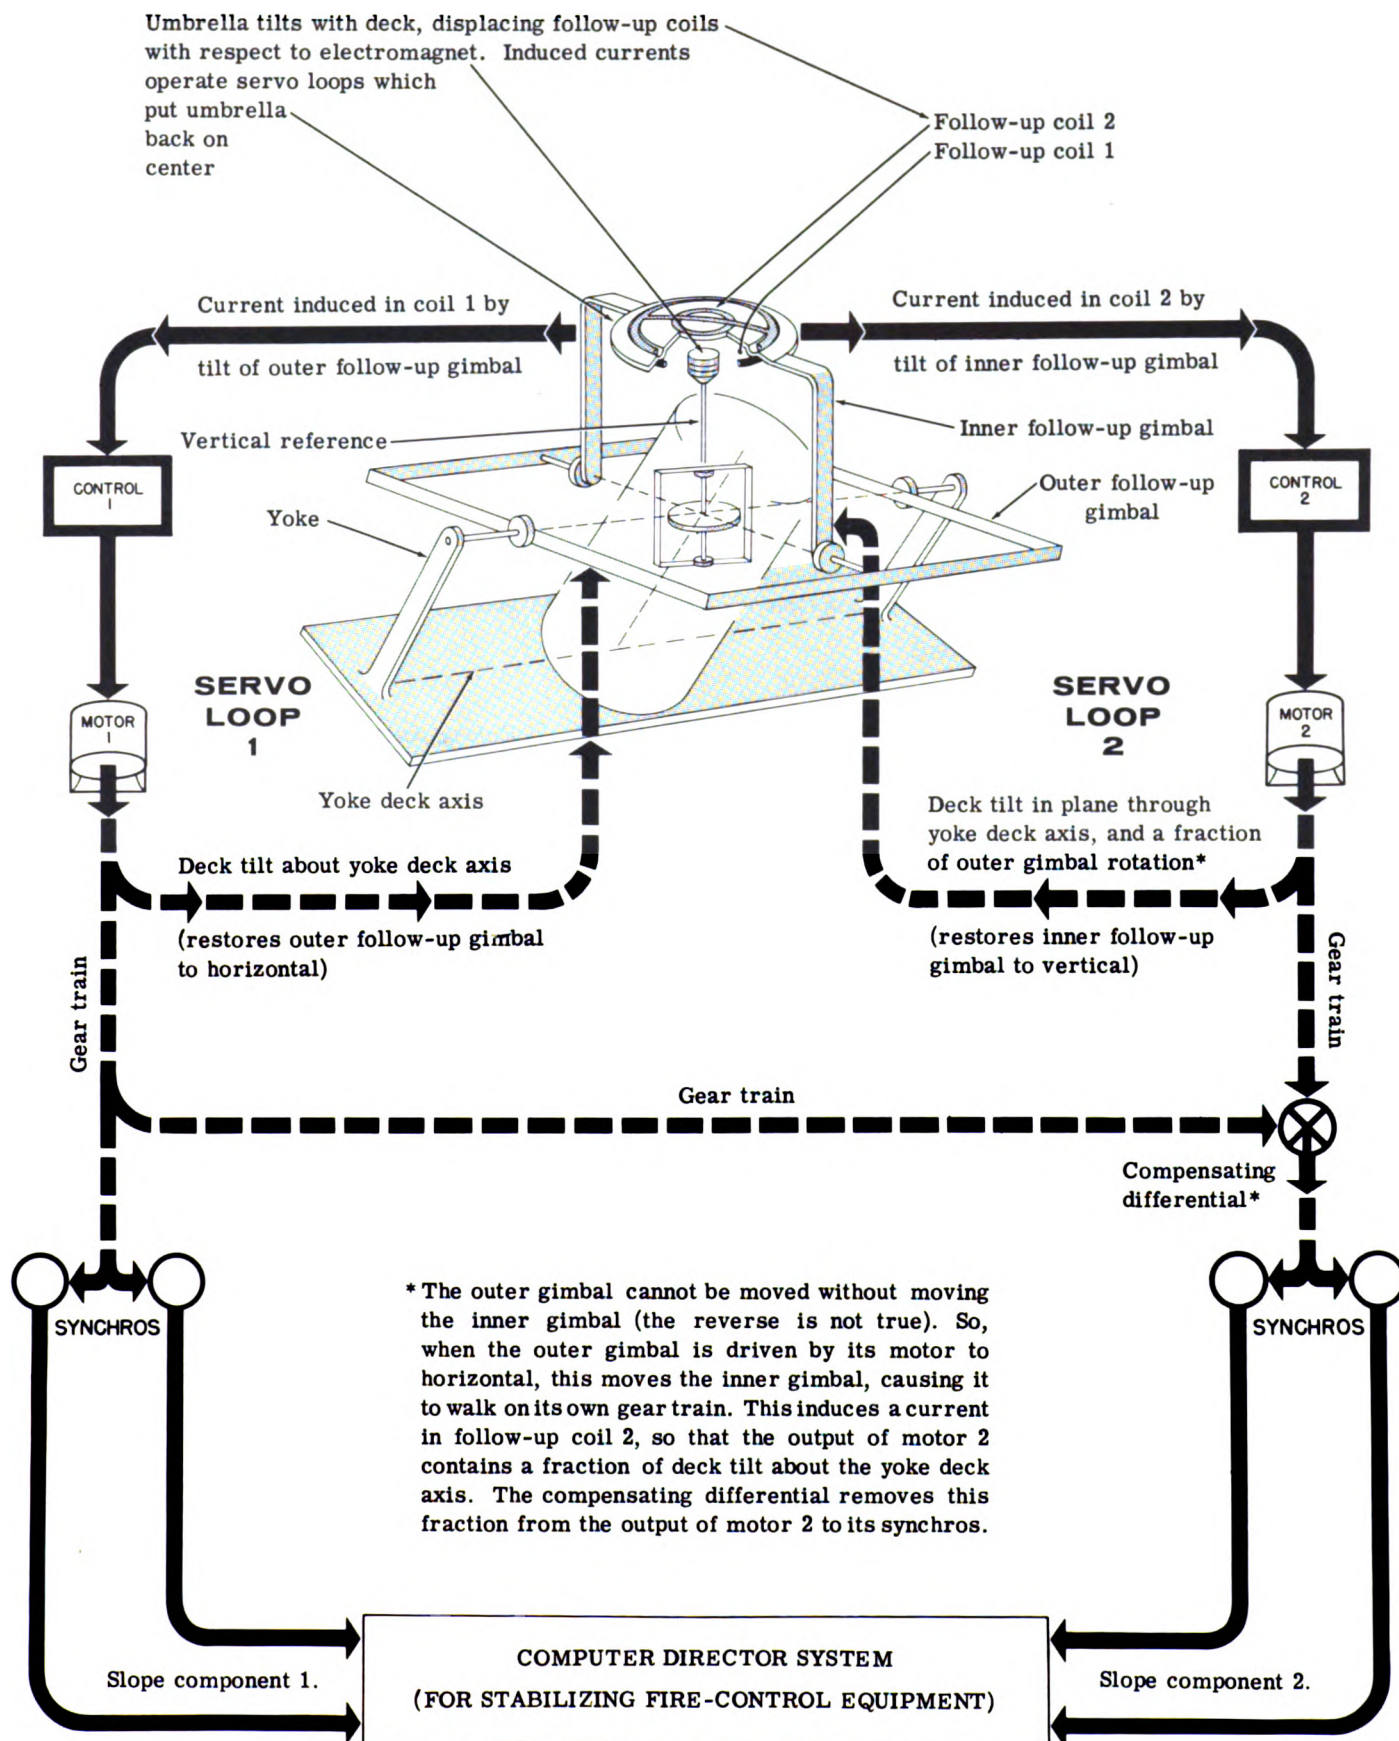 Umbrella tilts with deck, displacing follow-up coils
with respect to electromagnet. Induced currents
operate servo loops which
put umbrella
back on
center
Follow-up coil 2
Follow-up coil 1
Current induced in coil 1 by
tilt of outer follow-up gimbal
Current induced in coil 2 by
tilt of inner follow-up gimbal
Vertical reference
Inner follow-up gimbal
CONTROL
1
Yoke
Outer follow-up
gimbal
CONTROL
2
SERVO
LOOP
1
MOTOR
1
SERVO
LOOP
2
MOTOR
2
Yoke deck axis
Deck tilt about yoke deck axis
(restores outer follow-up gimbal
to horizontal)
Deck tilt in plane through
yoke deck axis, and a fraction
of outer gimbal rotation*
(restores inner follow-up
gimbal to vertical)
Gear train
Gear train
Gear train
Compensating
differential*
SYNCHROS
SYNCHROS
* The outer gimbal cannot be moved without moving
the inner gimbal (the reverse is not true). So,
when the outer gimbal is driven by its motor to
horizontal, this moves the inner gimbal, causing it
to walk on its own gear train. This induces a current
in follow-up coil 2, so that the output of motor 2
contains a fraction of deck tilt about the yoke deck
axis. The compensating differential removes this
fraction from the output of motor 2 to its synchros.
Slope component 1.
COMPUTER DIRECTOR SYSTEM
(FOR STABILIZING FIRE-CONTROL EQUIPMENT)
Slope component 2.